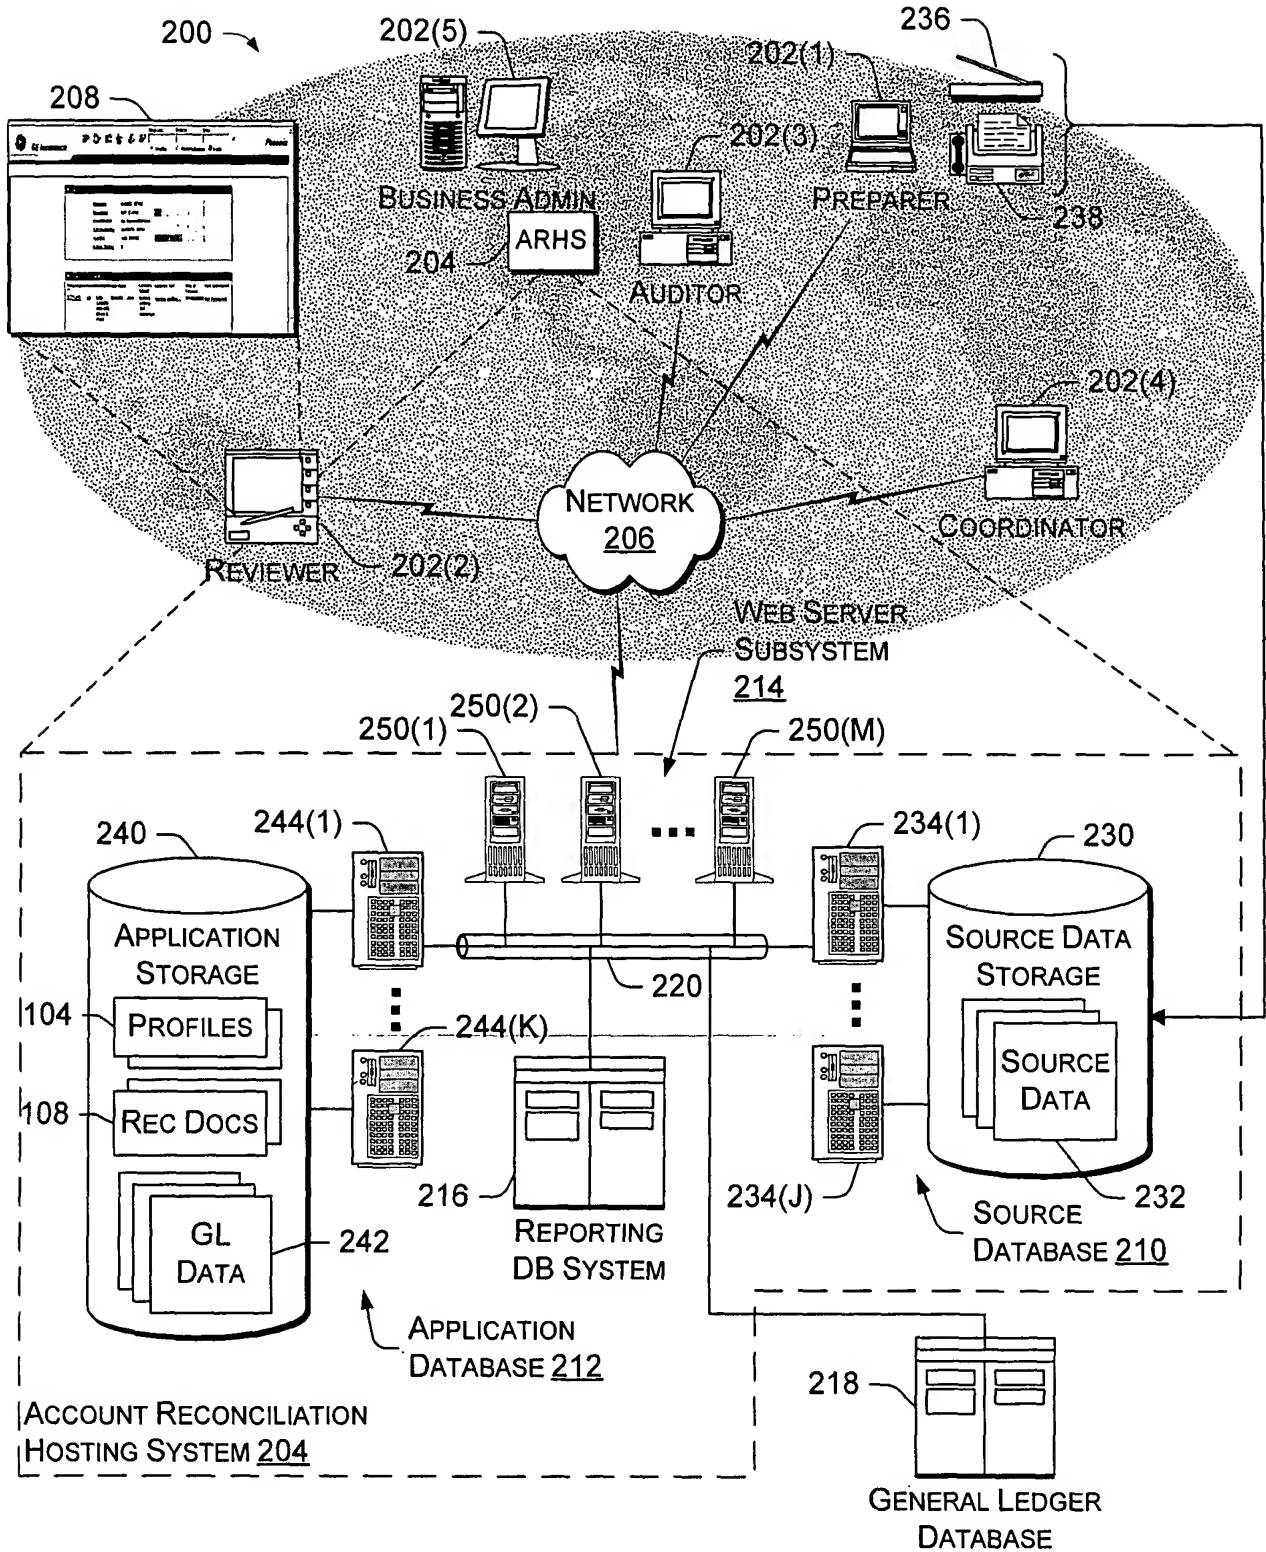 200
202(5)
202(1)
236
208
202(3)
BUSINESS ADMIN
PREPARER
238
204
ARHS
AUDITOR
202(4)
NETWORK
206
COORDINATOR
REVIEWER
202(2)
WEB SERVER
SUBSYSTEM
214
250(1)
250(2)
250(M)
240
244(1)
234(1)
230
APPLICATION
STORAGE
SOURCE DATA
STORAGE
220
104
PROFILES
244(K)
SOURCE
DATA
108
REC DOCS
216
234(J)
232
GL
DATA
242
REPORTING
DB SYSTEM
SOURCE
DATABASE 210
APPLICATION
DATABASE 212
218
ACCOUNT RECONCILIATION
HOSTING SYSTEM 204
GENERAL LEDGER
DATABASE